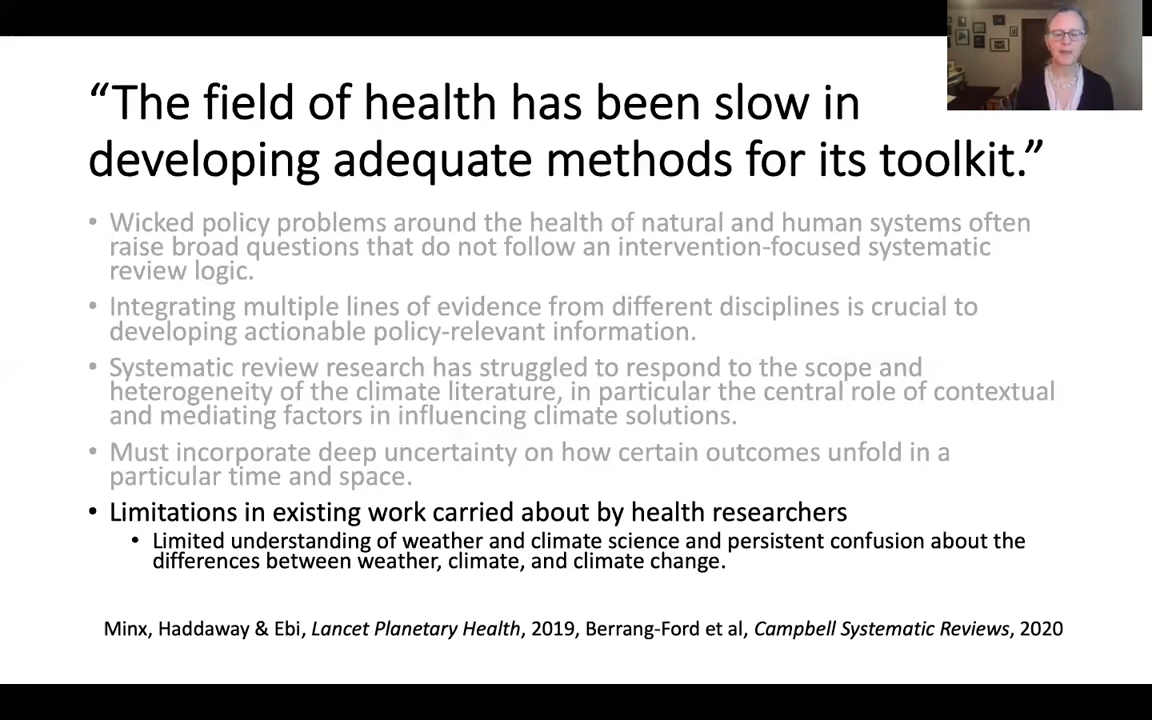 “The field of health has been slow in
developing adequate methods for its toolkit.”
• Wicked policy problems around the health of natural and human systems often
raise broad questions that do not follow an intervention-focused systematic
review logic.
• Integrating multiple lines of evidence from different disciplines is crucial to
developing actionable policy-relevant information.
• Systematic review research has struggled to respond to the scope and
heterogeneity of the climate literature, in particular the central role of contextual
and mediating factors in influencing climate solutions.
• Must incorporate deep uncertainty on how certain outcomes unfold in a
particular time and space.
• Limitations in existing work carried about by health researchers
• Limited understanding of weather and climate science and persistent confusion about the
differences between weather, climate, and climate change.
Minx, Haddaway & Ebi, Lancet Planetary Health, 2019, Berrang-Ford et al, Campbell Systematic Reviews, 2020